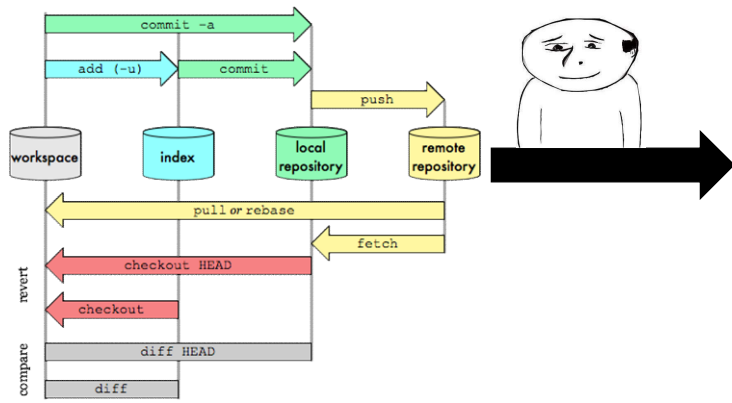 commit -a
add (-u)
commit
push
workspace
index
local
repository
remote
repository
pull or rebase
fetch
revert
checkout HEAD
checkout
compare
diff HEAD
diff